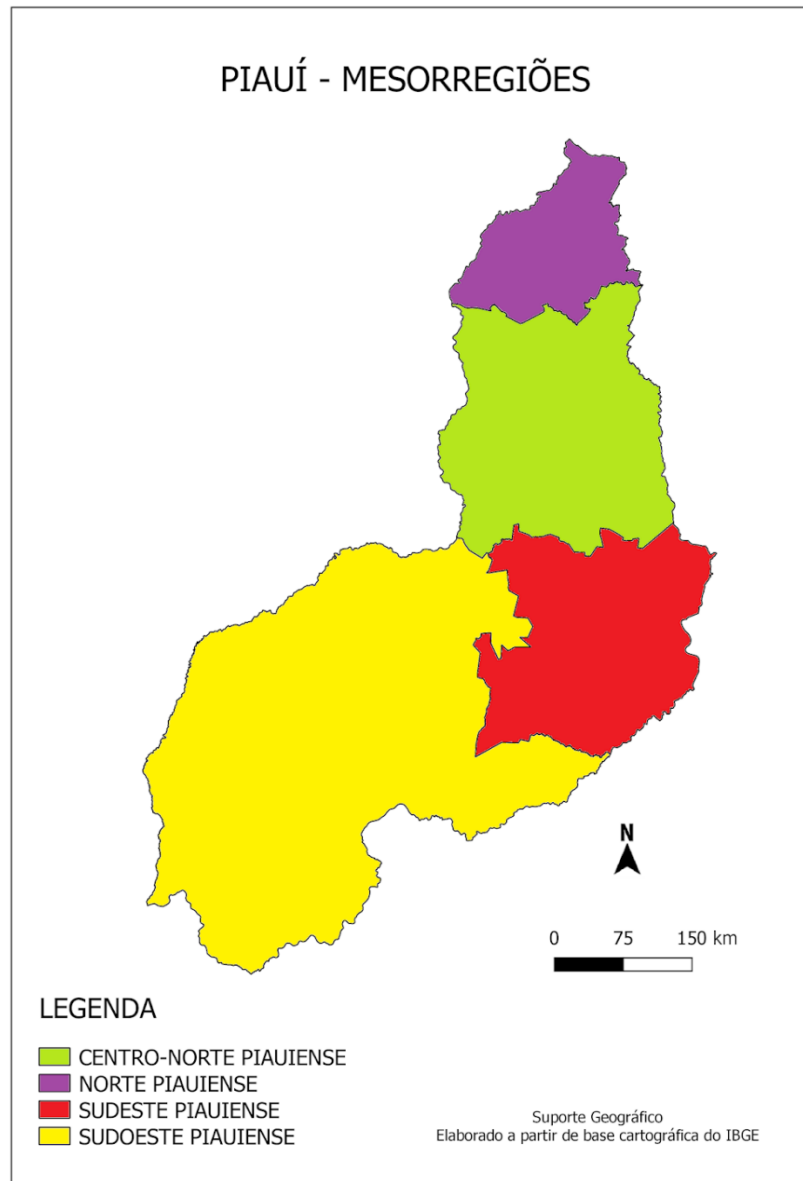 PIAUÍ - MESORREGIÕES
N
0 75 150 km
LEGENDA
CENTRO-NORTE PIAUIENSE
NORTE PIAUIENSE
SUDESTE PIAUIENSE
SUDOESTE PIAUIENSE
Suporte Geográfico
Elaborado a partir de base cartográfica do IBGE